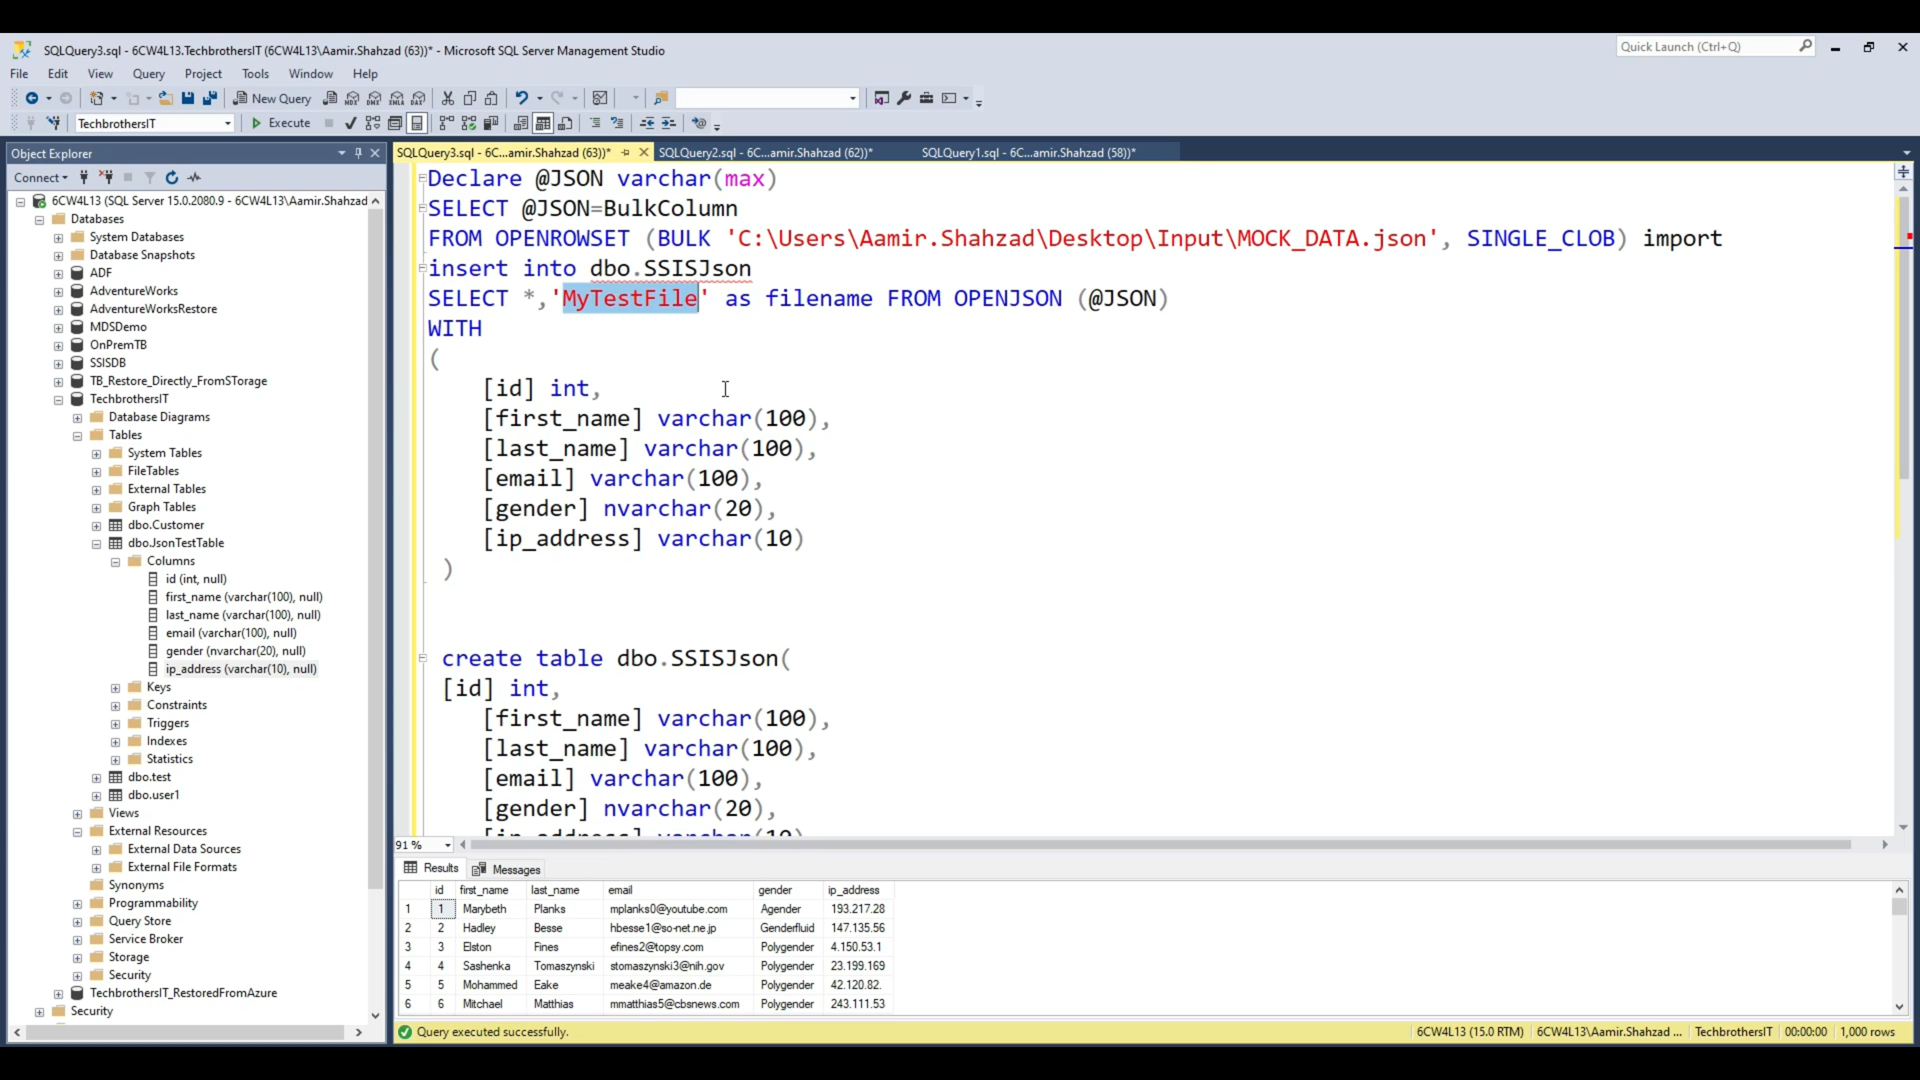 SQLQuery3.sql - 6CW4L13.TechbrothersIT (6CW4L13\Aamir.Shahzad (63))* - Microsoft SQL Server Management Studio
Quick Launch (Ctrl+Q)
File Edit View Query Project Tools Window Help
New Query
TechbrothersIT
Execute
Object Explorer
Connect
6CW4L13 (SQL Server 15.0.2080.9 - 6CW4L13\Aamir.Shahzad
Databases
System Databases
Database Snapshots
ADF
AdventureWorks
AdventureWorksRestore
MDSDemo
OnPremTB
SSISDB
TB_Restore_Directly_FromSTorage
TechbrothersIT
Database Diagrams
Tables
System Tables
FileTables
External Tables
Graph Tables
dbo.Customer
dbo.JsonTestTable
Columns
id (int, null)
first_name (varchar(100), null)
last_name (varchar(100), null)
email (varchar(100), null)
gender (nvarchar(20), null)
ip_address (varchar(10), null)
Keys
Constraints
Triggers
Indexes
Statistics
dbo.test
dbo.user1
Views
External Resources
External Data Sources
External File Formats
Synonyms
Programmability
Query Store
Service Broker
Storage
Security
TechbrothersIT_RestoredFromAzure
Security
SQLQuery3.sql - 6C...amir.Shahzad (63))* SQLQuery2.sql - 6C...amir.Shahzad (62))* SQLQuery1.sql - 6C...amir.Shahzad (58))*
Declare @JSON varchar(max)
SELECT @JSON=BulkColumn
FROM OPENROWSET (BULK 'C:\Users\Aamir.Shahzad\Desktop\Input\MOCK_DATA.json', SINGLE_CLOB) import
insert into dbo.SSISJson
SELECT *,'MyTestFile' as filename FROM OPENJSON (@JSON)
WITH
(
[id] int,
[first_name] varchar(100),
[last_name] varchar(100),
[email] varchar(100),
[gender] nvarchar(20),
[ip_address] varchar(10)
)
create table dbo.SSISJson(
[id] int,
[first_name] varchar(100),
[last_name] varchar(100),
[email] varchar(100),
[gender] nvarchar(20),
[ip_address] varchar(10)
91 %
Results Messages
id first_name last_name email gender ip_address
1 1 Marybeth Planks mplanks0@youtube.com Agender 193.217.28
2 2 Hadley Besse hbesse1@so-net.ne.jp Genderfluid 147.135.56
3 3 Elston Fines efines2@topsy.com Polygender 4.150.53.1
4 4 Sashenka Tomaszynski stomaszynski3@nih.gov Polygender 23.199.169
5 5 Mohammed Eake meake4@amazon.de Polygender 42.120.82.
6 6 Mitchael Matthias mmatthias5@cbsnews.com Polygender 243.111.53
Query executed successfully.
6CW4L13 (15.0 RTM) 6CW4L13\Aamir.Shahzad ... TechbrothersIT 00:00:00 1,000 rows